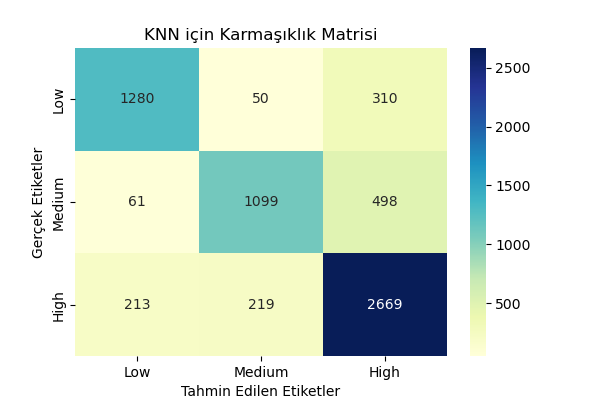 KNN için Karmaşıklık Matrisi
Gerçek Etiketler
Low
1280
50
310
Medium
61
1099
498
High
213
219
2669
Low
Medium
High
Tahmin Edilen Etiketler
2500
2000
1500
1000
500